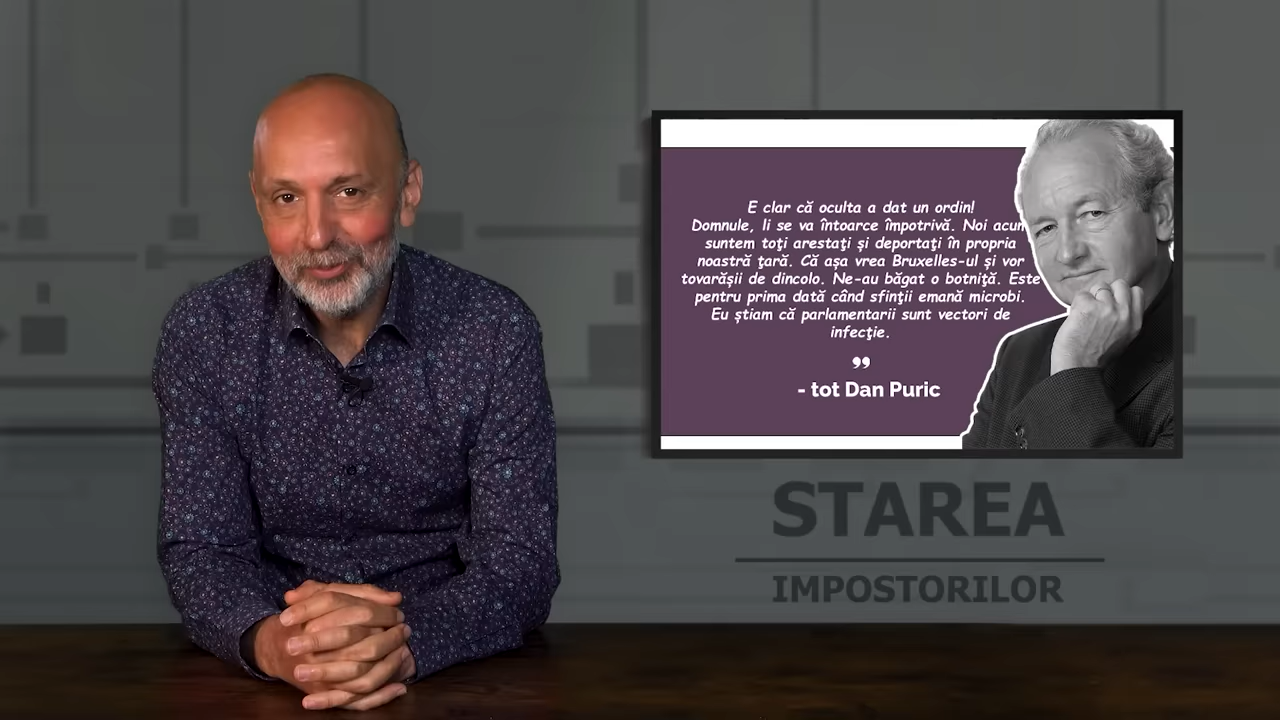 E clar că oculta a dat un ordin!
Domnule, li se va întoarce împotrivă. Noi acum
suntem toţi arestaţi şi deportaţi în propria
noastră ţară. Că aşa vrea Bruxelles-ul şi vor
tovarăşii de dincolo. Ne-au băgat o botniţă. Este
pentru prima dată când sfinţii emană microbi.
Eu știam că parlamentarii sunt vectori de
infecţie.
”
- tot Dan Puric
STAREA
IMPOSTORILOR